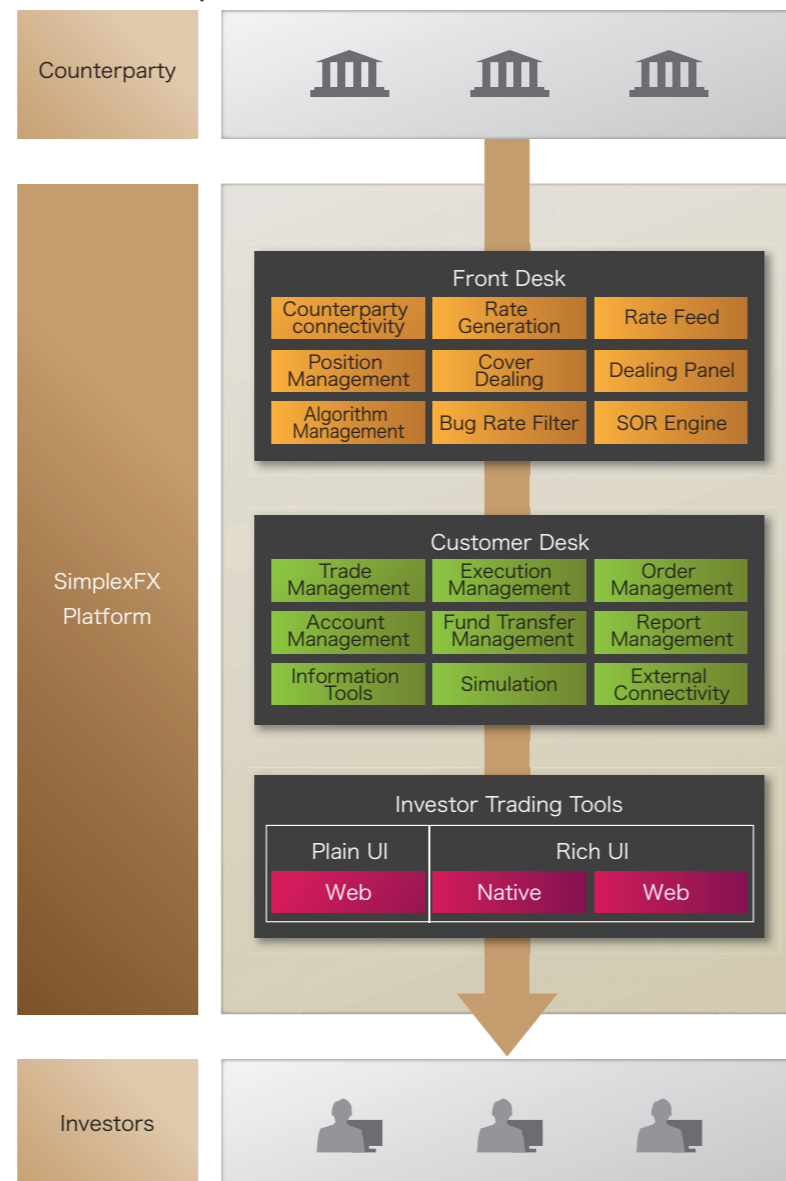 Counterparty
SimplexFX
Platform
Front Desk
Counterparty
connectivity
Rate
Generation
Rate Feed
Position
Management
Cover
Dealing
Dealing Panel
Algorithm
Management
Bug Rate Filter
SOR Engine
Customer Desk
Trade
Management
Execution
Management
Order
Management
Account
Management
Fund Transfer
Management
Report
Management
Information
Tools
Simulation
External
Connectivity
Investor Trading Tools
Plain UI
Rich UI
Web
Native
Web
Investors